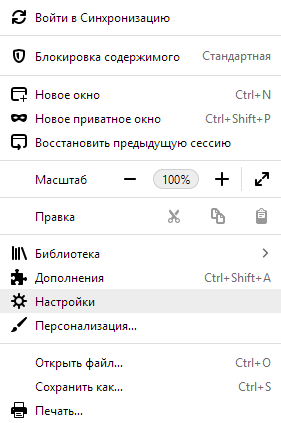 Войти в Синхронизацию
Блокировка содержимого Стандартная
Новое окно Ctrl+N
Новое приватное окно Ctrl+Shift+P
Восстановить предыдущую сессию
Масштаб 100%
Правка
Библиотека
Дополнения Ctrl+Shift+A
Настройки
Персонализация...
Открыть файл... Ctrl+O
Сохранить как... Ctrl+S
Печать...